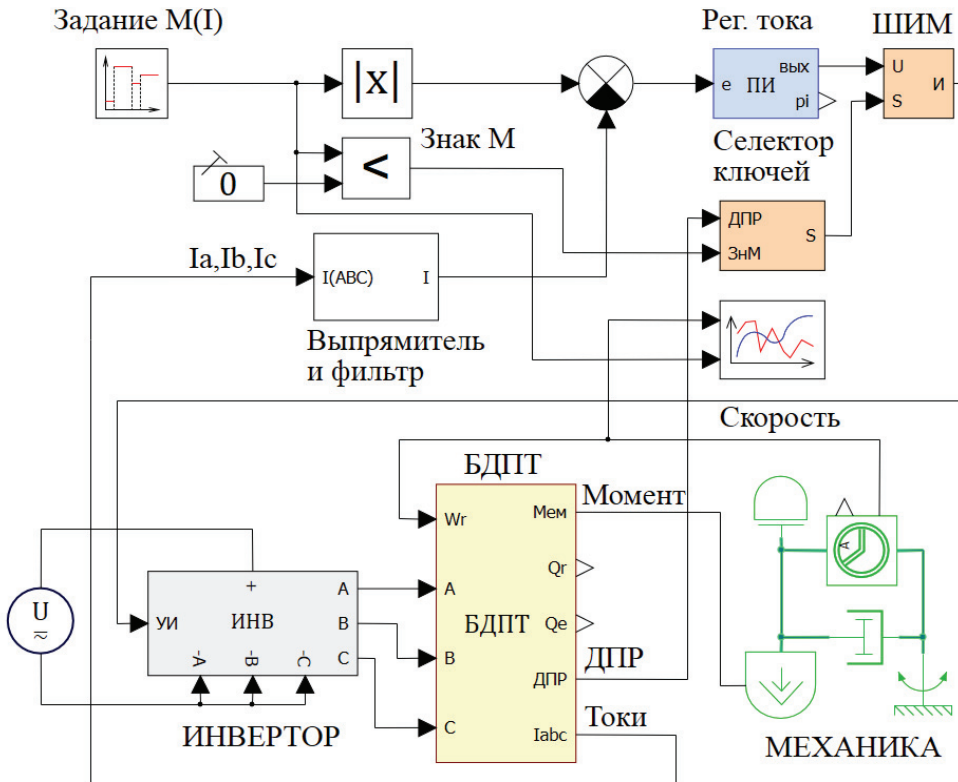 Задание М(I)
Рег. тока
ШИМ
|x|
e ПИ вых
pi
U
S
И
Знак М
<
0
Селектор
ключей
ДПР
ЗнМ
S
Ia,Ib,Ic
I(ABC) I
Выпрямитель
и фильтр
Скорость
БДПТ
Момент
Wr
Mем
Qr
Qe
A
B
C
БДПТ
ДПР
Iabc
ДПР
Токи
U
≂
УИ
+
ИНВ
A
B
C
-A
-B
-C
ИНВЕРТОР
A
МЕХАНИКА